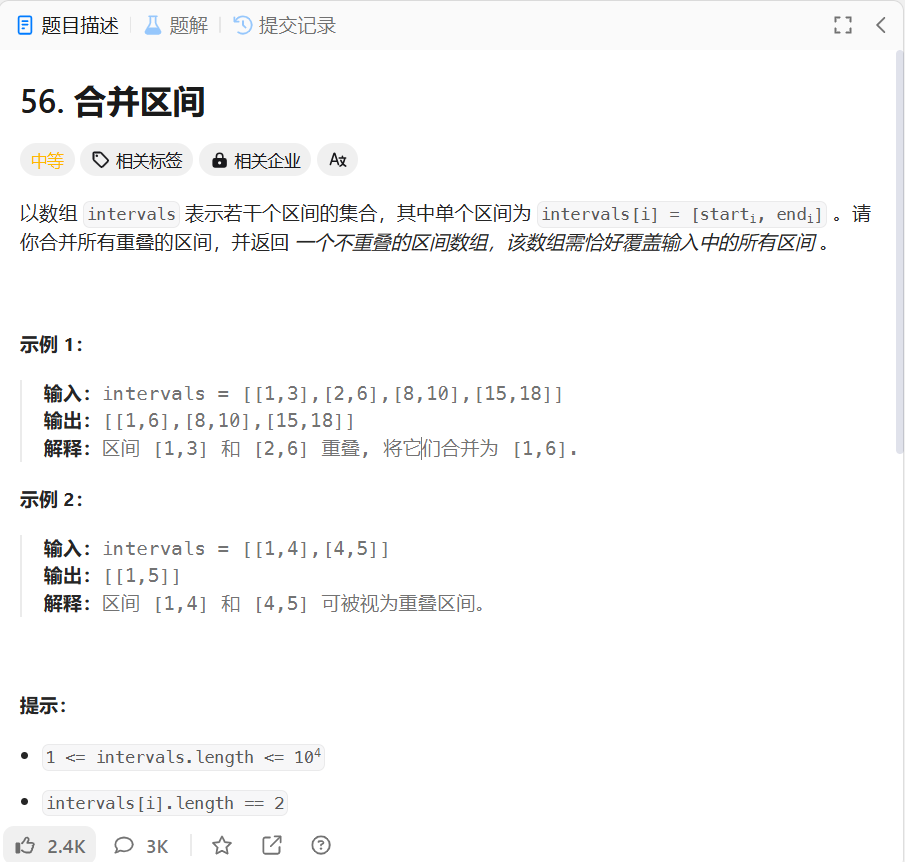 题目描述 题解 提交记录
56. 合并区间
中等 相关标签 相关企业 Az
以数组 intervals 表示若干个区间的集合，其中单个区间为 intervals[i] = [starti, endi] 。请
你合并所有重叠的区间，并返回 一个不重叠的区间数组，该数组需恰好覆盖输入中的所有区间 。
示例 1：
输入：intervals = [[1,3],[2,6],[8,10],[15,18]]
输出：[[1,6],[8,10],[15,18]]
解释：区间 [1,3] 和 [2,6] 重叠, 将它们合并为 [1,6].
示例 2：
输入：intervals = [[1,4],[4,5]]
输出：[[1,5]]
解释：区间 [1,4] 和 [4,5] 可被视为重叠区间。
提示：
• 1 <= intervals.length <= 10⁴
• intervals[i].length == 2
2.4K 3K